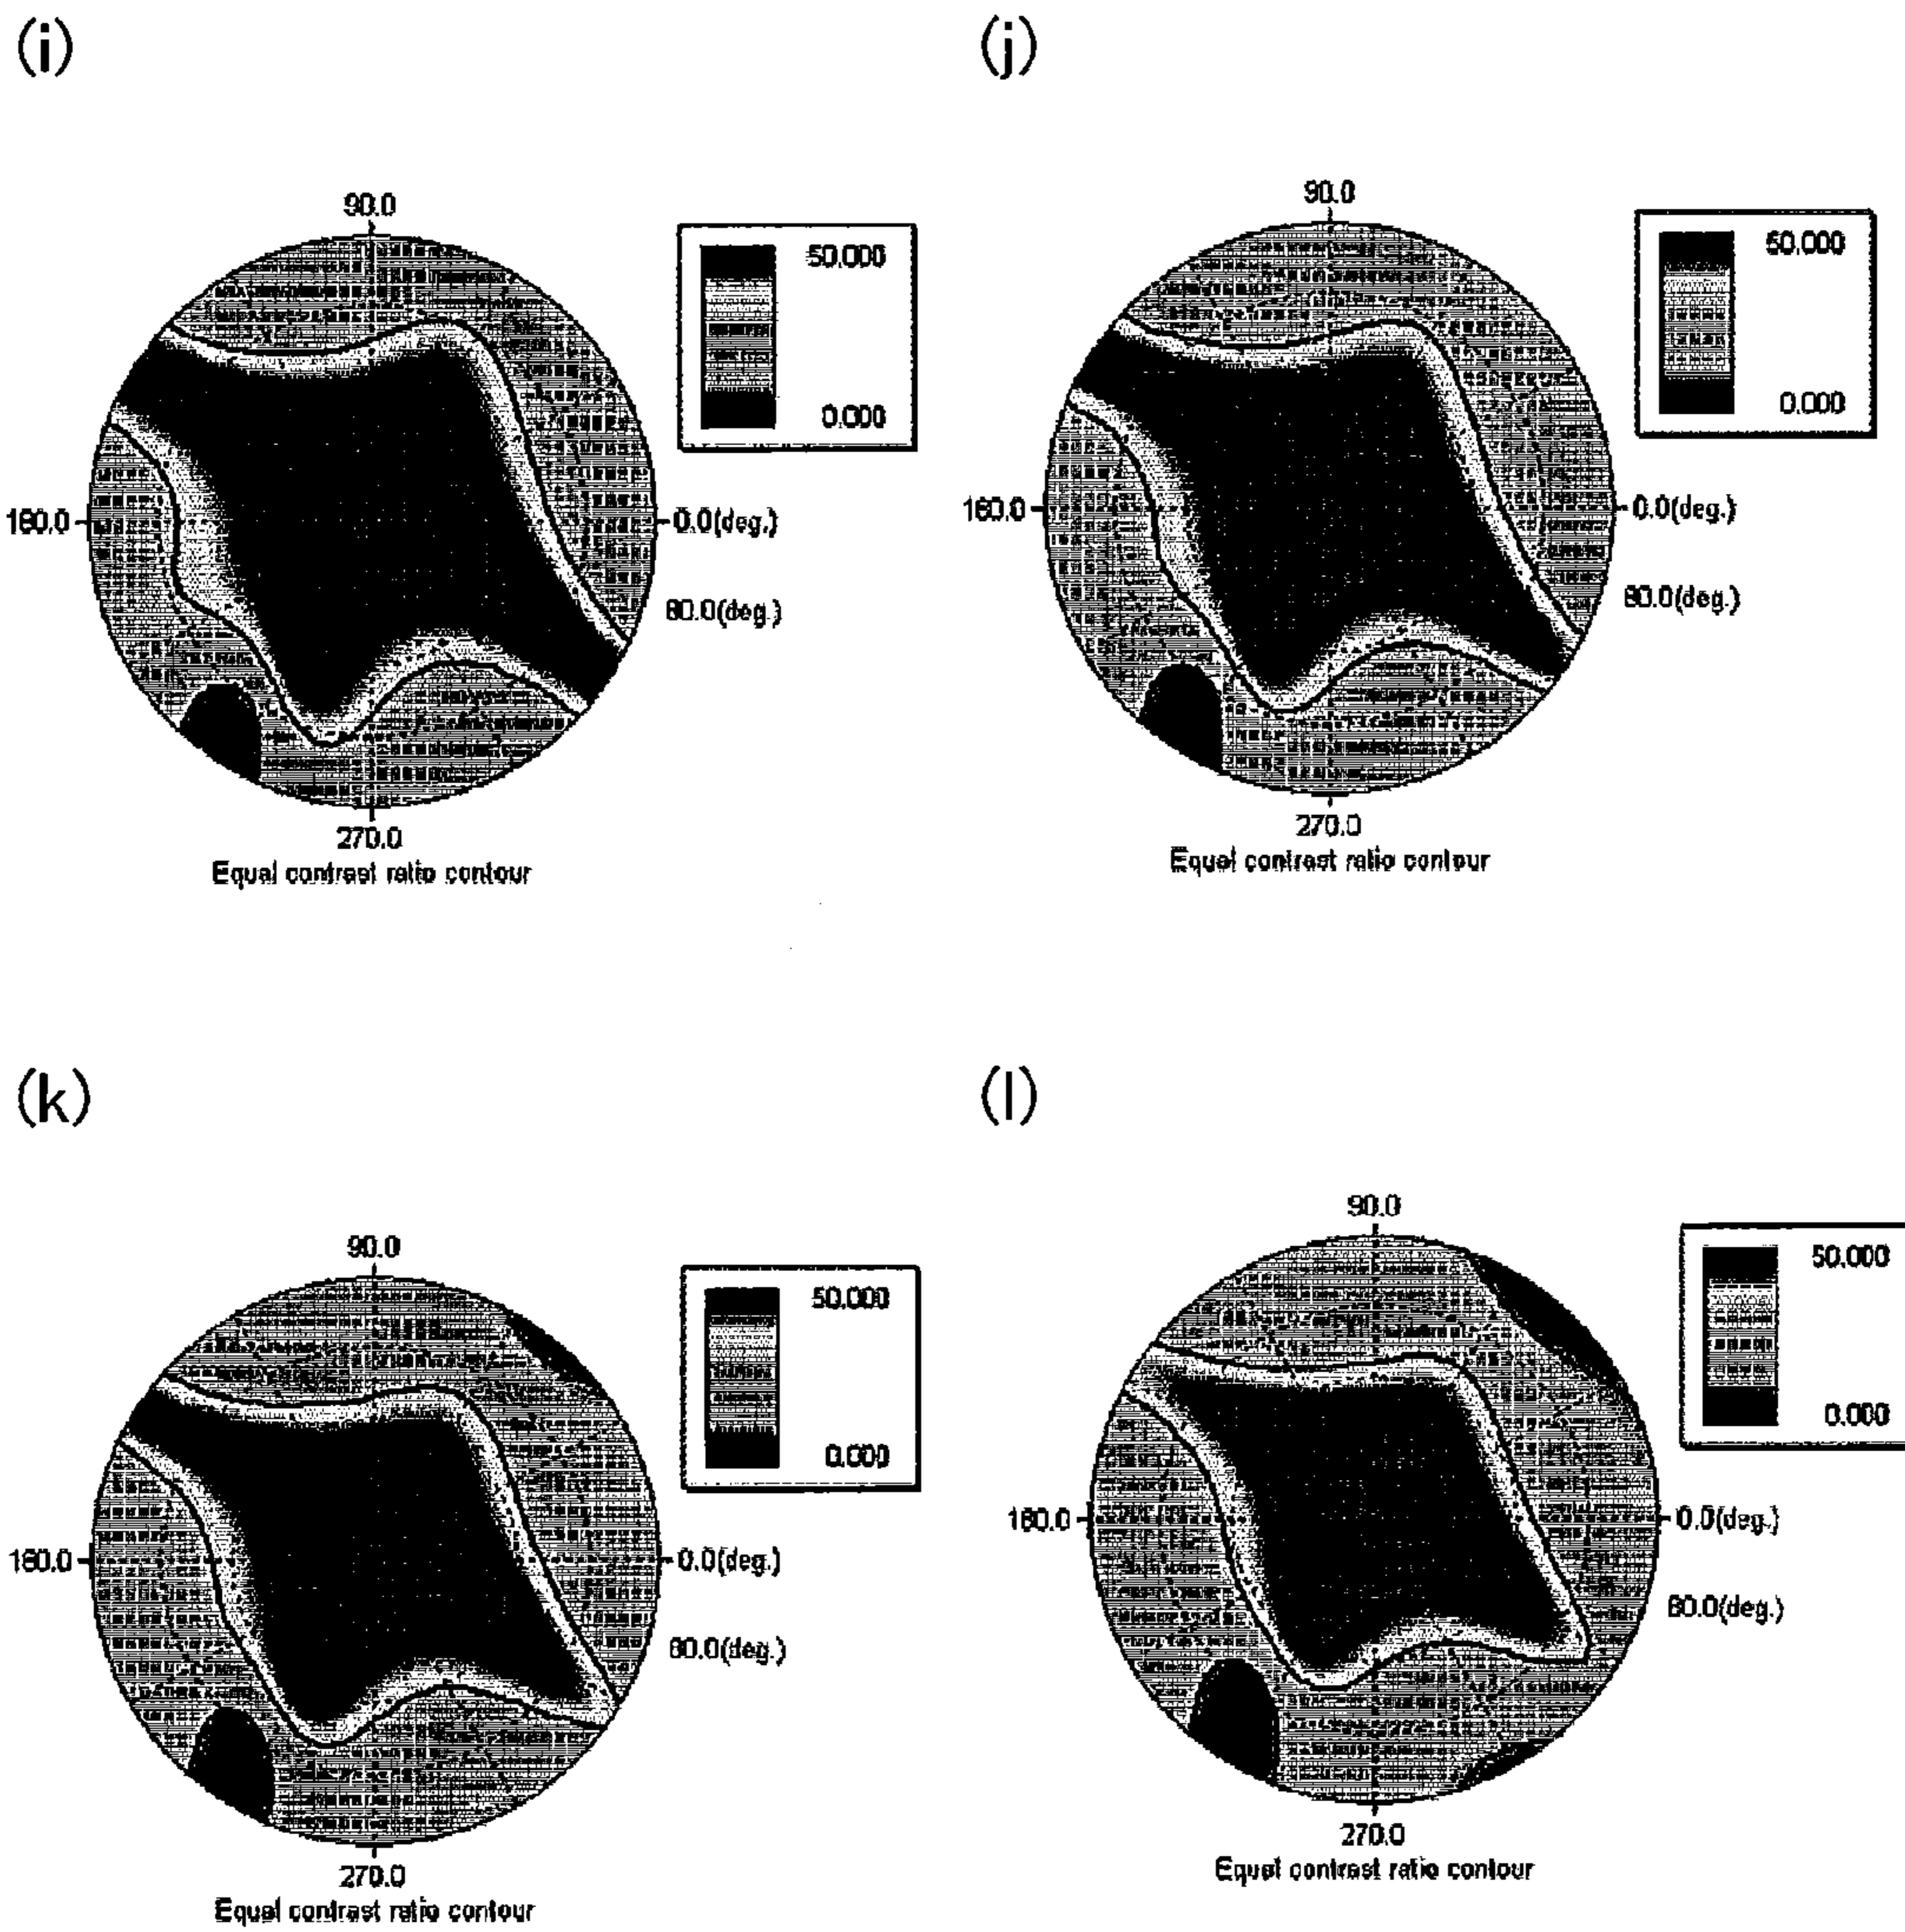 (i)
90.0
50.000
0.000
180.0
0.0(deg.)
80.0(deg.)
270.0
Equal contrast ratio contour
(j)
90.0
50.000
0.000
180.0
0.0(deg.)
80.0(deg.)
270.0
Equal contrast ratio contour
(k)
90.0
50.000
0.000
180.0
0.0(deg.)
80.0(deg.)
270.0
Equal contrast ratio contour
(l)
90.0
50.000
0.000
180.0
0.0(deg.)
80.0(deg.)
270.0
Equal contrast ratio contour